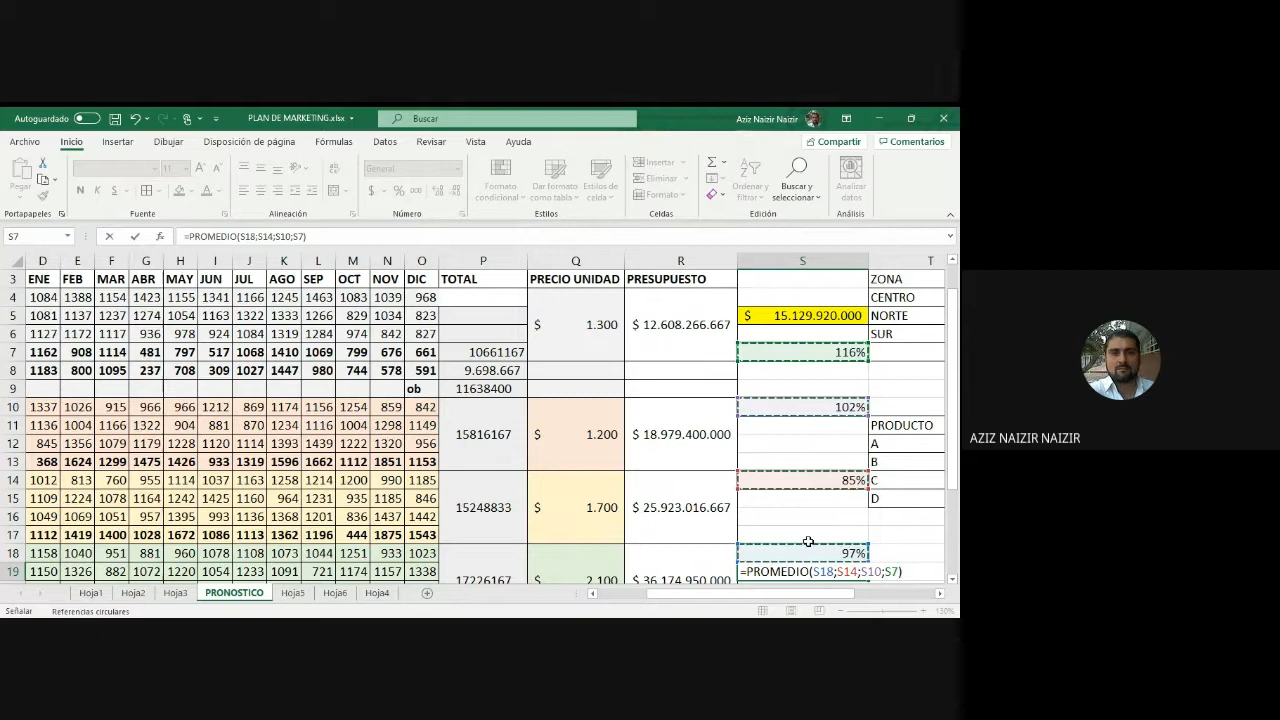 Autoguardado PLAN DE MARKETING.xlsx Buscar Aziz Naizir Naizir
Archivo Inicio Insertar Dibujar Disposición de página Fórmulas Datos Revisar Vista Ayuda Compartir Comentarios
Pegar 11 General Formato condicional Dar formato como tabla Estilos de celda Insertar Eliminar Formato Ordenar y filtrar Buscar y seleccionar Analizar datos
N K S $ % 000
Portapapeles Fuente Alineación Número Estilos Celdas Edición Análisis
S7 fx =PROMEDIO(S18;S14;S10;S7)
D E F G H I J K L M N O P Q R S T
3 ENE FEB MAR ABR MAY JUN JUL AGO SEP OCT NOV DIC TOTAL PRECIO UNIDAD PRESUPUESTO ZONA
4 1084 1388 1154 1423 1155 1341 1166 1245 1463 1083 1039 968 CENTRO
$ 1.300 $ 12.608.266.667
5 1081 1137 1237 1274 1054 1163 1322 1333 1266 829 1034 823 $ 15.129.920.000 NORTE
6 1127 1172 1117 936 978 924 1084 1319 1284 974 842 827 SUR
7 1162 908 1114 481 797 517 1068 1410 1069 799 676 661 10661167 116%
8 1183 800 1095 237 708 309 1027 1447 980 744 578 591 9.698.667
9 ob 11638400
10 1337 1026 915 966 966 1212 869 1174 1156 1254 859 842 102%
11 1136 1004 1166 1322 904 881 870 1234 1116 1004 1298 1149 PRODUCTO
15816167 $ 1.200 $ 18.979.400.000
12 845 1356 1079 1179 1228 1120 1114 1393 1439 1222 1320 956 A
13 368 1624 1299 1475 1426 933 1319 1596 1662 1112 1851 1153 B
14 1012 813 760 955 1114 1037 1163 1258 1214 1200 990 1185 85% C
15 1109 1224 1078 1164 1242 1425 1160 964 1231 935 1185 846 D
15248833 $ 1.700 $ 25.923.016.667
16 1049 1069 1051 957 1395 993 1136 1368 1201 836 1437 1442
17 1112 1419 1400 1028 1672 1086 1113 1362 1196 444 1875 1543
18 1158 1040 951 881 960 1078 1108 1073 1044 1251 933 1023 97%
19 1150 1326 882 1072 1220 1054 1233 1091 721 1174 1157 1338 =PROMEDIO(S18;S14;S10;S7)
17226167 $ 2.100 $ 36.174.950.000
Hoja1 Hoja2 Hoja3 PRONOSTICO Hoja5 Hoja6 Hoja4
Señalar Referencias circulares 130%
AZIZ NAIZIR NAIZIR